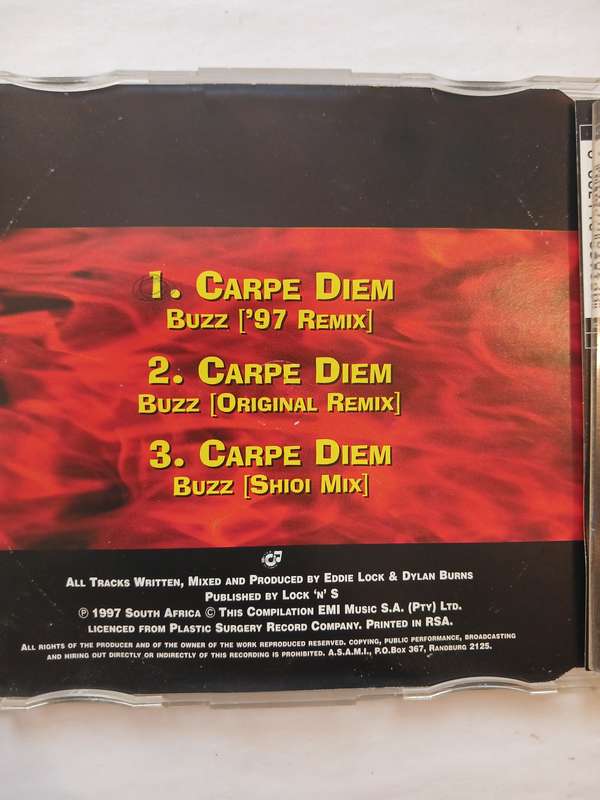 1. Carpe Diem
Buzz ['97 Remix]
2. Carpe Diem
Buzz [Original Remix]
3. Carpe Diem
Buzz [Shioi Mix]
All Tracks Written, Mixed and Produced by Eddie Lock & Dylan Burns
Published by Lock 'n' S
℗ 1997 South Africa © This Compilation EMI Music S.A. (Pty) Ltd.
licenced from Plastic Surgery Record Company. Printed in RSA.
All rights of the producer and of the owner of the work reproduced reserved. copying, public performance, broadcasting
and hiring out directly or indirectly of this recording is prohibited. A.S.A.M.I., P.O.Box 367, Randburg 2125.